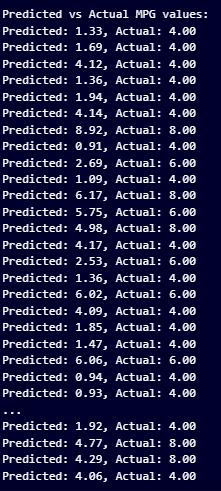 Predicted vs Actual MPG values:
Predicted: 1.33, Actual: 4.00
Predicted: 1.69, Actual: 4.00
Predicted: 4.12, Actual: 4.00
Predicted: 1.36, Actual: 4.00
Predicted: 1.94, Actual: 4.00
Predicted: 4.14, Actual: 4.00
Predicted: 8.92, Actual: 8.00
Predicted: 0.91, Actual: 4.00
Predicted: 2.69, Actual: 6.00
Predicted: 1.09, Actual: 4.00
Predicted: 6.17, Actual: 8.00
Predicted: 5.75, Actual: 6.00
Predicted: 4.98, Actual: 8.00
Predicted: 4.17, Actual: 4.00
Predicted: 2.53, Actual: 6.00
Predicted: 1.36, Actual: 4.00
Predicted: 6.02, Actual: 6.00
Predicted: 4.09, Actual: 4.00
Predicted: 1.85, Actual: 4.00
Predicted: 1.47, Actual: 4.00
Predicted: 6.06, Actual: 6.00
Predicted: 0.94, Actual: 4.00
Predicted: 0.93, Actual: 4.00
...
Predicted: 1.92, Actual: 4.00
Predicted: 4.77, Actual: 8.00
Predicted: 4.29, Actual: 8.00
Predicted: 4.06, Actual: 4.00